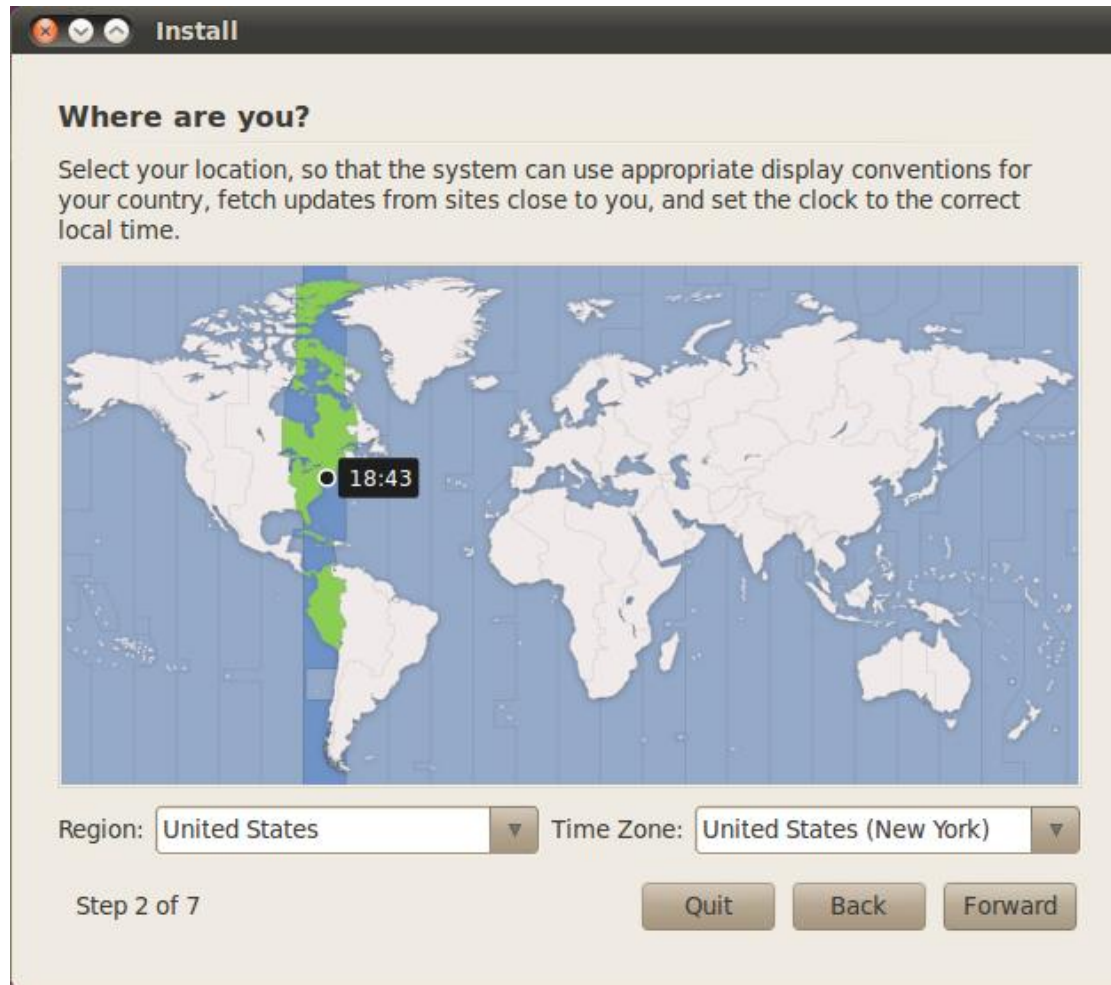 Install
Where are you?
Select your location, so that the system can use appropriate display conventions for
your country, fetch updates from sites close to you, and set the clock to the correct
local time.
18:43
Region: United States Time Zone: United States (New York)
Step 2 of 7 Quit Back Forward